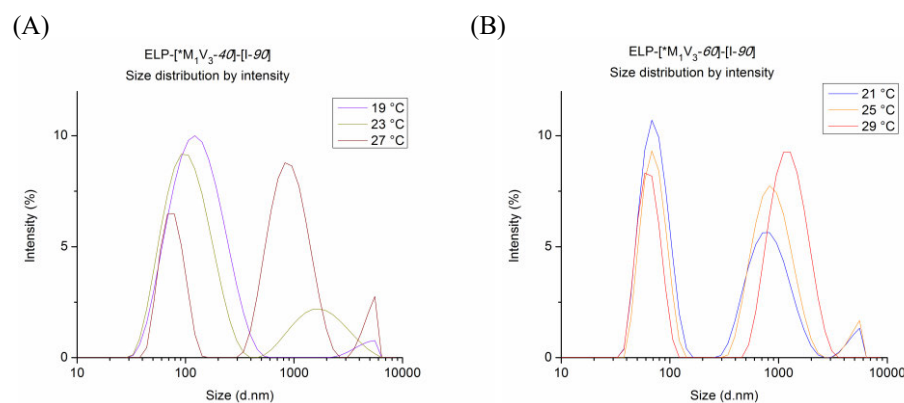 (A)
ELP-[*M₁V₃-40]-[I-90]
Size distribution by intensity
19 °C
23 °C
27 °C
10
5
0
Intensity (%)
10
100
1000
10000
Size (d.nm)
(B)
ELP-[*M₁V₃-60]-[I-90]
Size distribution by intensity
21 °C
25 °C
29 °C
10
5
0
Intensity (%)
10
100
1000
10000
Size (d.nm)